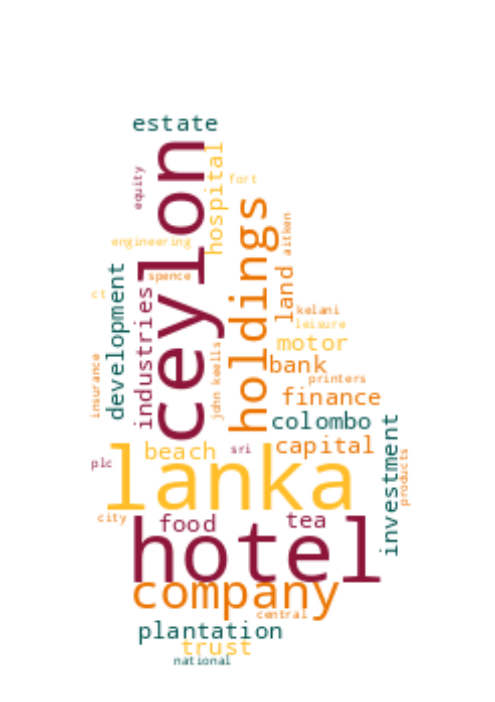 estate
ceylon
hospital
equity
fort
holdings
aitken
engineering
development
spence
land
ct
industries
kelani
leisure
john keells
motor
insurance
bank
printers
finance
colombo
investment
capital
beach
sri
lanka
plc
products
city
food
tea
hotel
company
central
plantation
trust
national